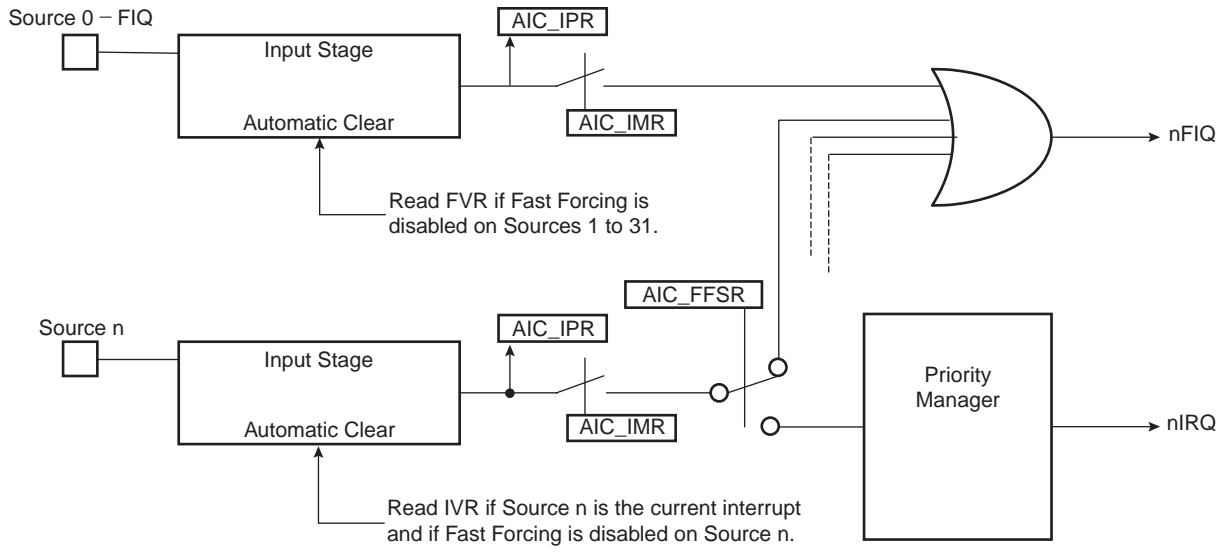 Source 0 – FIQ
AIC_IPR
Input Stage
Automatic Clear
AIC_IMR
nFIQ
Read FVR if Fast Forcing is
disabled on Sources 1 to 31.
AIC_FFSR
Source n
AIC_IPR
Input Stage
Automatic Clear
AIC_IMR
Priority
Manager
nIRQ
Read IVR if Source n is the current interrupt
and if Fast Forcing is disabled on Source n.